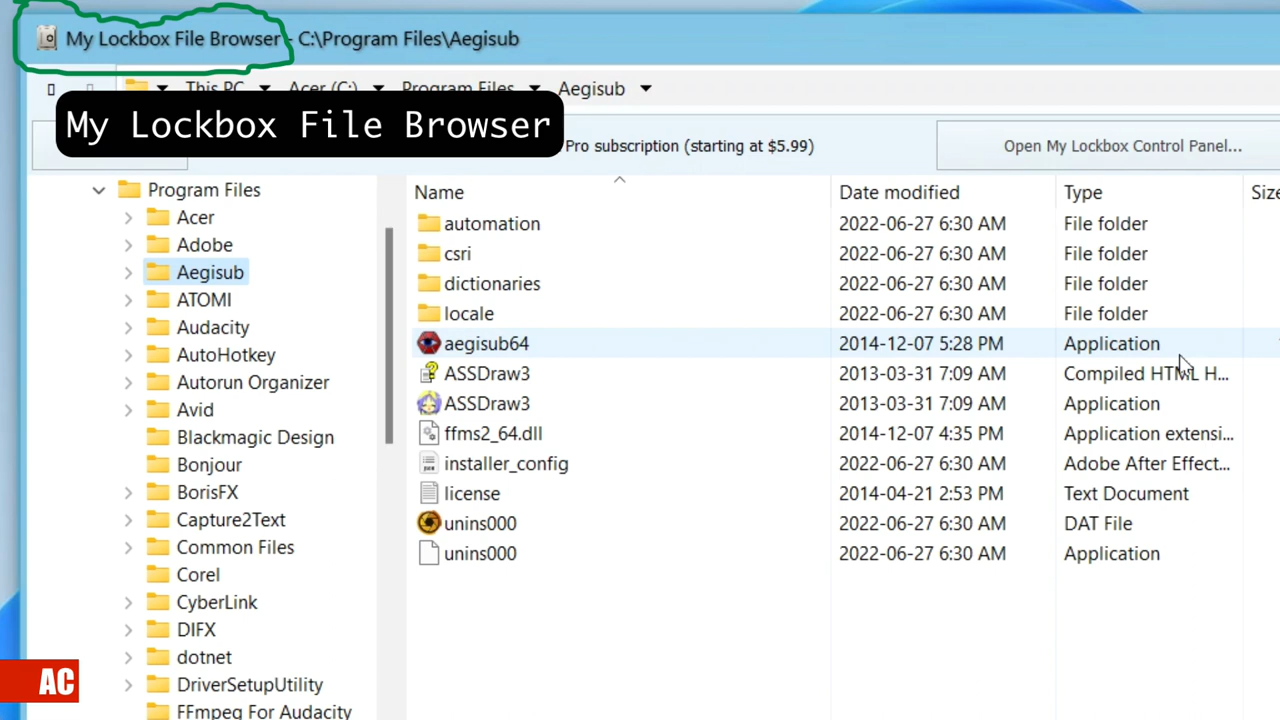 My Lockbox File Browser - C:\Program Files\Aegisub
This PC Acer (C:) Program Files Aegisub
My Lockbox File Browser
Pro subscription (starting at $5.99) Open My Lockbox Control Panel...
Name Date modified Type Size
Program Files
Acer
Adobe
Aegisub
ATOMI
Audacity
AutoHotkey
Autorun Organizer
Avid
Blackmagic Design
Bonjour
BorisFX
Capture2Text
Common Files
Corel
CyberLink
DIFX
dotnet
DriverSetupUtility
FFmpeg For Audacity
automation 2022-06-27 6:30 AM File folder
csri 2022-06-27 6:30 AM File folder
dictionaries 2022-06-27 6:30 AM File folder
locale 2022-06-27 6:30 AM File folder
aegisub64 2014-12-07 5:28 PM Application
ASSDraw3 2013-03-31 7:09 AM Compiled HTML H...
ASSDraw3 2013-03-31 7:09 AM Application
ffms2_64.dll 2014-12-07 4:35 PM Application extensi...
installer_config 2022-06-27 6:30 AM Adobe After Effect...
license 2014-04-21 2:53 PM Text Document
unins000 2022-06-27 6:30 AM DAT File
unins000 2022-06-27 6:30 AM Application
AC